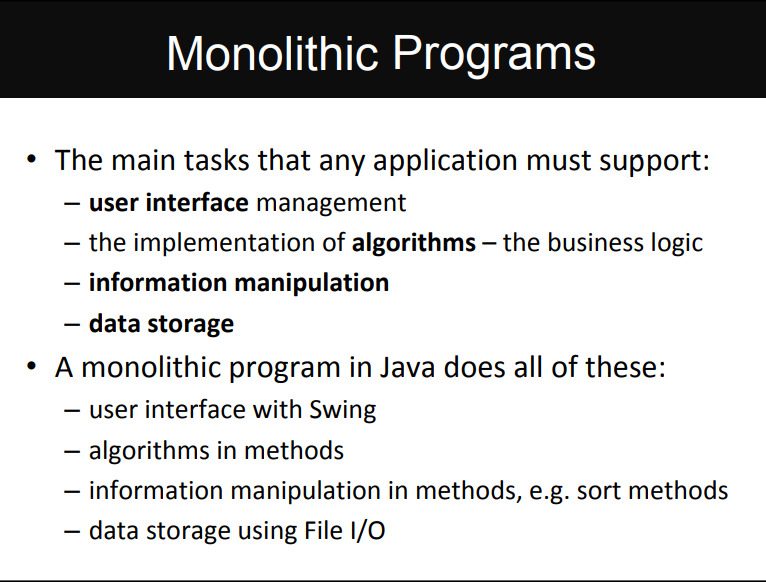 Monolithic Programs
• The main tasks that any application must support:
– user interface management
– the implementation of algorithms – the business logic
– information manipulation
– data storage
• A monolithic program in Java does all of these:
– user interface with Swing
– algorithms in methods
– information manipulation in methods, e.g. sort methods
– data storage using File I/O